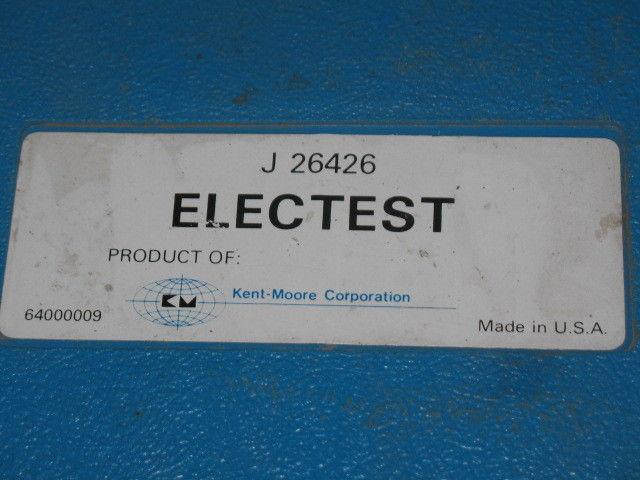 J 26426
ELECTEST
PRODUCT OF:
KM
Kent-Moore Corporation
64000009
Made in U.S.A.